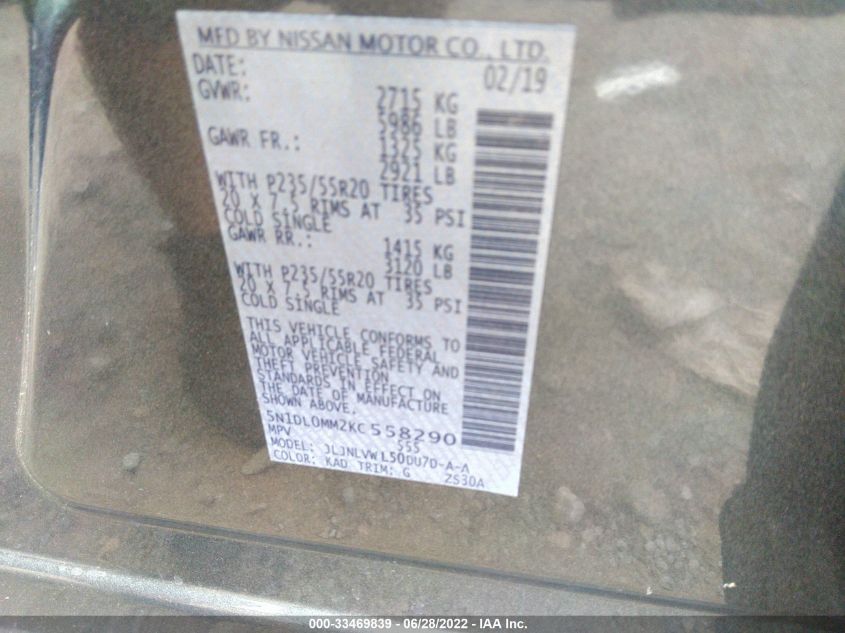 MFD BY NISSAN MOTOR CO., LTD.
DATE: 02/19
GVWR: 2715 KG
5986 LB
GAWR FR.: 1325 KG
2921 LB
WITH P235/55R20 TIRES
20 X 7.5 RIMS AT 35 PSI
COLD SINGLE
GAWR RR.: 1415 KG
3120 LB
WITH P235/55R20 TIRES
20 X 7.5 RIMS AT 35 PSI
COLD SINGLE
THIS VEHICLE CONFORMS TO
ALL APPLICABLE FEDERAL
MOTOR VEHICLE SAFETY AND
THEFT PREVENTION
STANDARDS IN EFFECT ON
THE DATE OF MANUFACTURE
SHOWN ABOVE.
5N1DL0MM2KC558290
MPV 555
MODEL: JLJNLVWL50DU7D-A-A
COLOR: KAD TRIM: G ZS30A
000-33469839 - 06/28/2022 - IAA Inc.